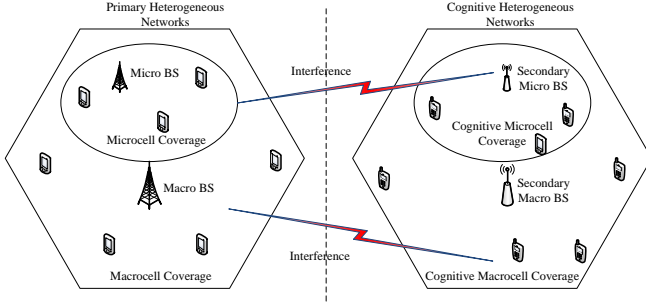 Primary Heterogeneous
Networks
Micro BS
Microcell Coverage
Macro BS
Macrocell Coverage
Interference
Interference
Cognitive Heterogeneous
Networks
Secondary
Micro BS
Cognitive Microcell
Coverage
Secondary
Macro BS
Cognitive Macrocell Coverage